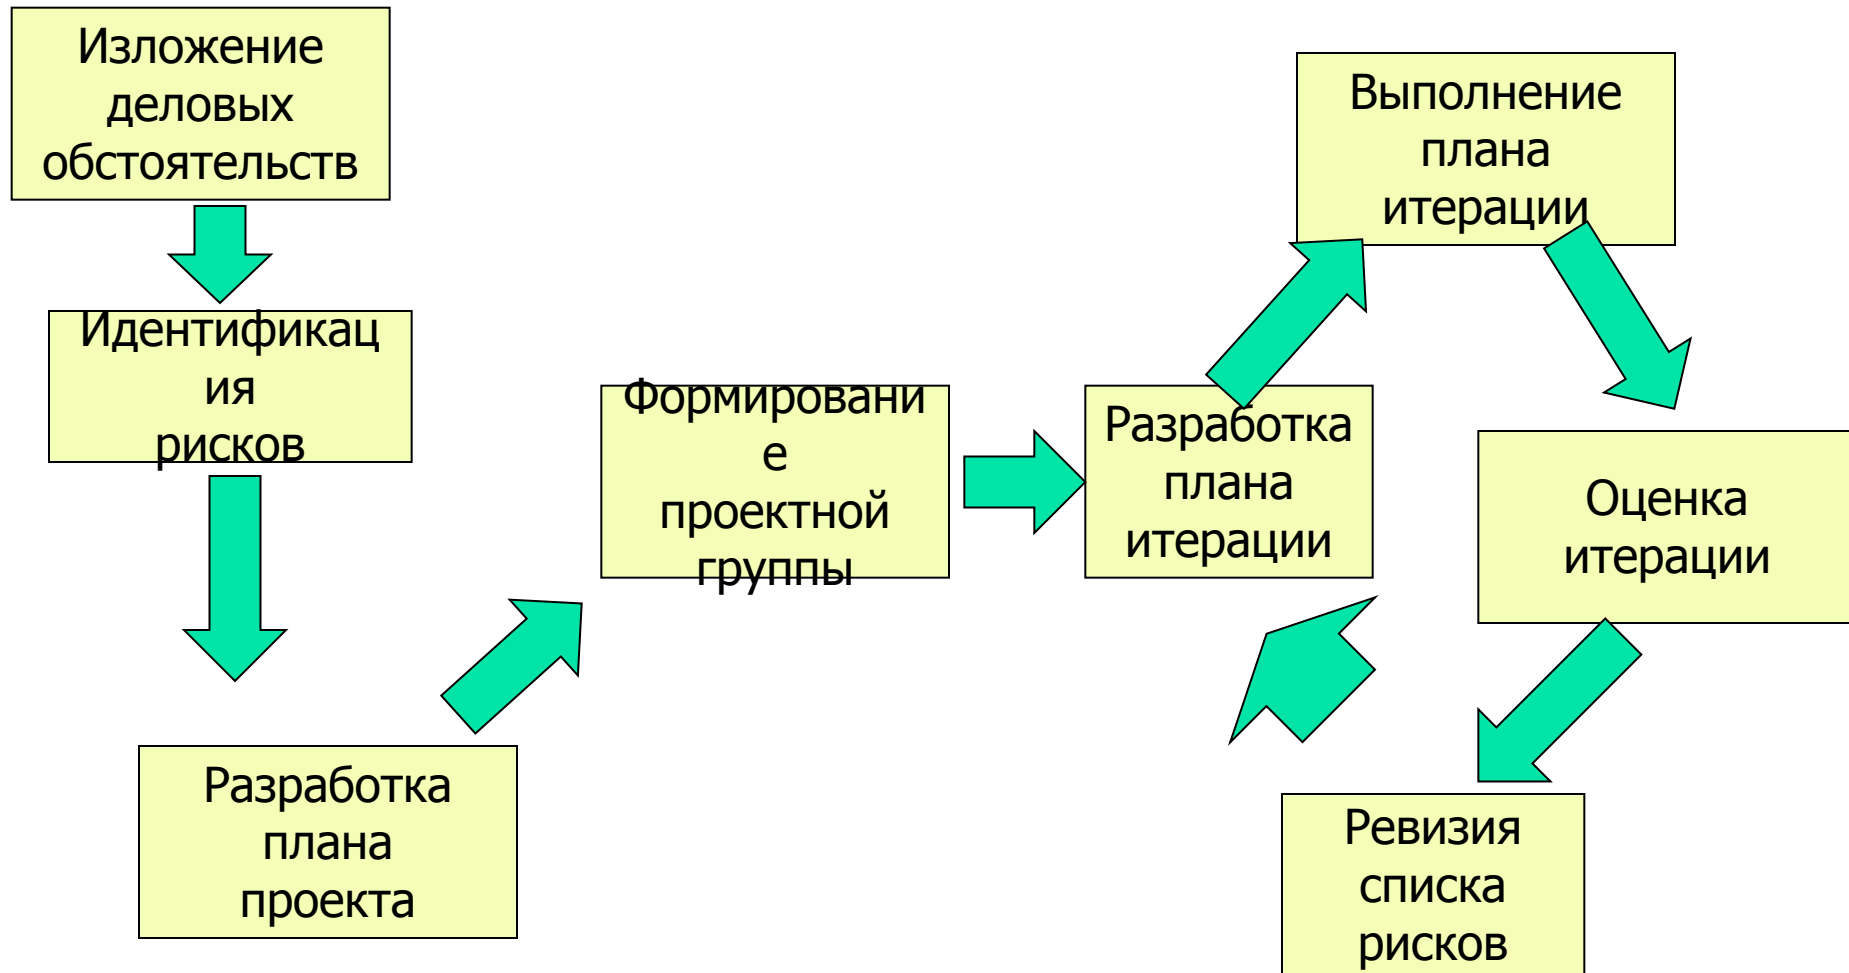 Изложение
деловых
обстоятельств
Идентификац
ия
рисков
Разработка
плана
проекта
Формировани
е
проектной
группы
Разработка
плана
итерации
Выполнение
плана
итерации
Оценка
итерации
Ревизия
списка
рисков